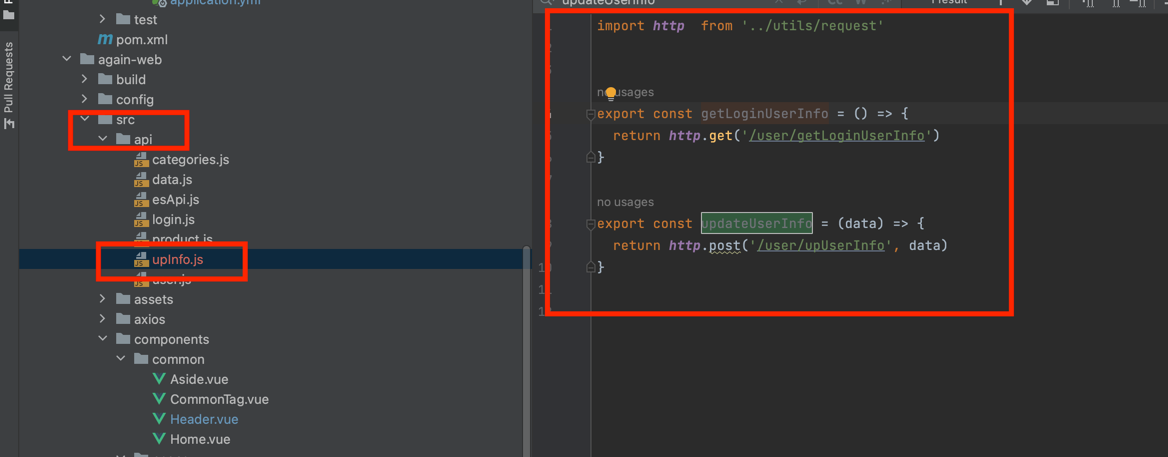 application.yml
test
pom.xml
again-web
build
config
src
api
categories.js
data.js
esApi.js
login.js
product.js
upInfo.js
user.js
assets
axios
components
common
Aside.vue
CommonTag.vue
Header.vue
Home.vue
Pull Requests
updateUserInfo
1 result
import http  from '../utils/request'
no usages
export const getLoginUserInfo = () => {
return http.get('/user/getLoginUserInfo')
}
no usages
export const updateUserInfo = (data) => {
return http.post('/user/upUserInfo', data)
}